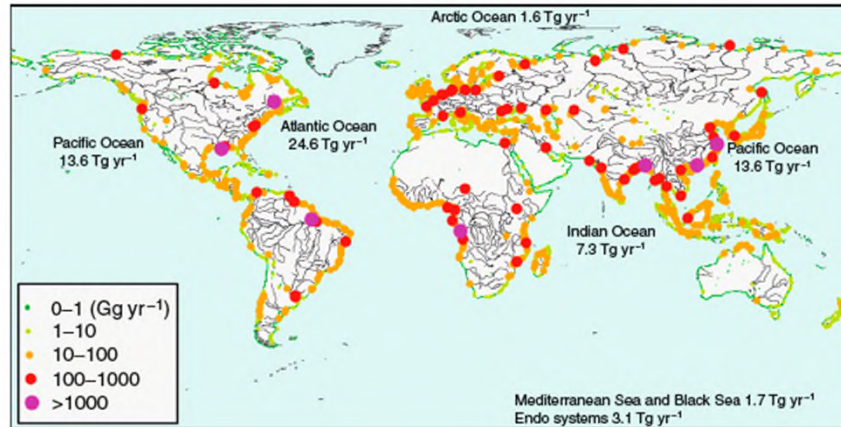 Arctic Ocean 1.6 Tg yr⁻¹
Pacific Ocean
13.6 Tg yr⁻¹
Atlantic Ocean
24.6 Tg yr⁻¹
Pacific Ocean
13.6 Tg yr⁻¹
Indian Ocean
7.3 Tg yr⁻¹
0–1 (Gg yr⁻¹)
1–10
10–100
100–1000
>1000
Mediterranean Sea and Black Sea 1.7 Tg yr⁻¹
Endo systems 3.1 Tg yr⁻¹